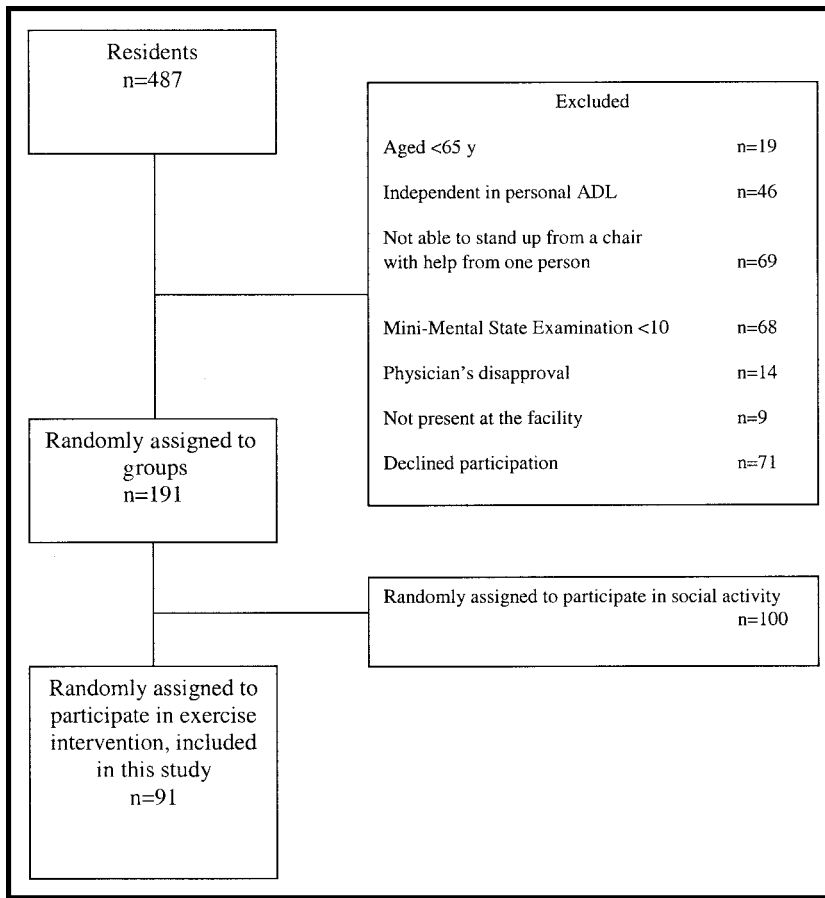 Residents
n=487
Excluded
Aged <65 y n=19
Independent in personal ADL n=46
Not able to stand up from a chair
with help from one person n=69
Mini-Mental State Examination <10 n=68
Physician's disapproval n=14
Not present at the facility n=9
Declined participation n=71
Randomly assigned to
groups
n=191
Randomly assigned to participate in social activity
n=100
Randomly assigned to
participate in exercise
intervention, included
in this study
n=91